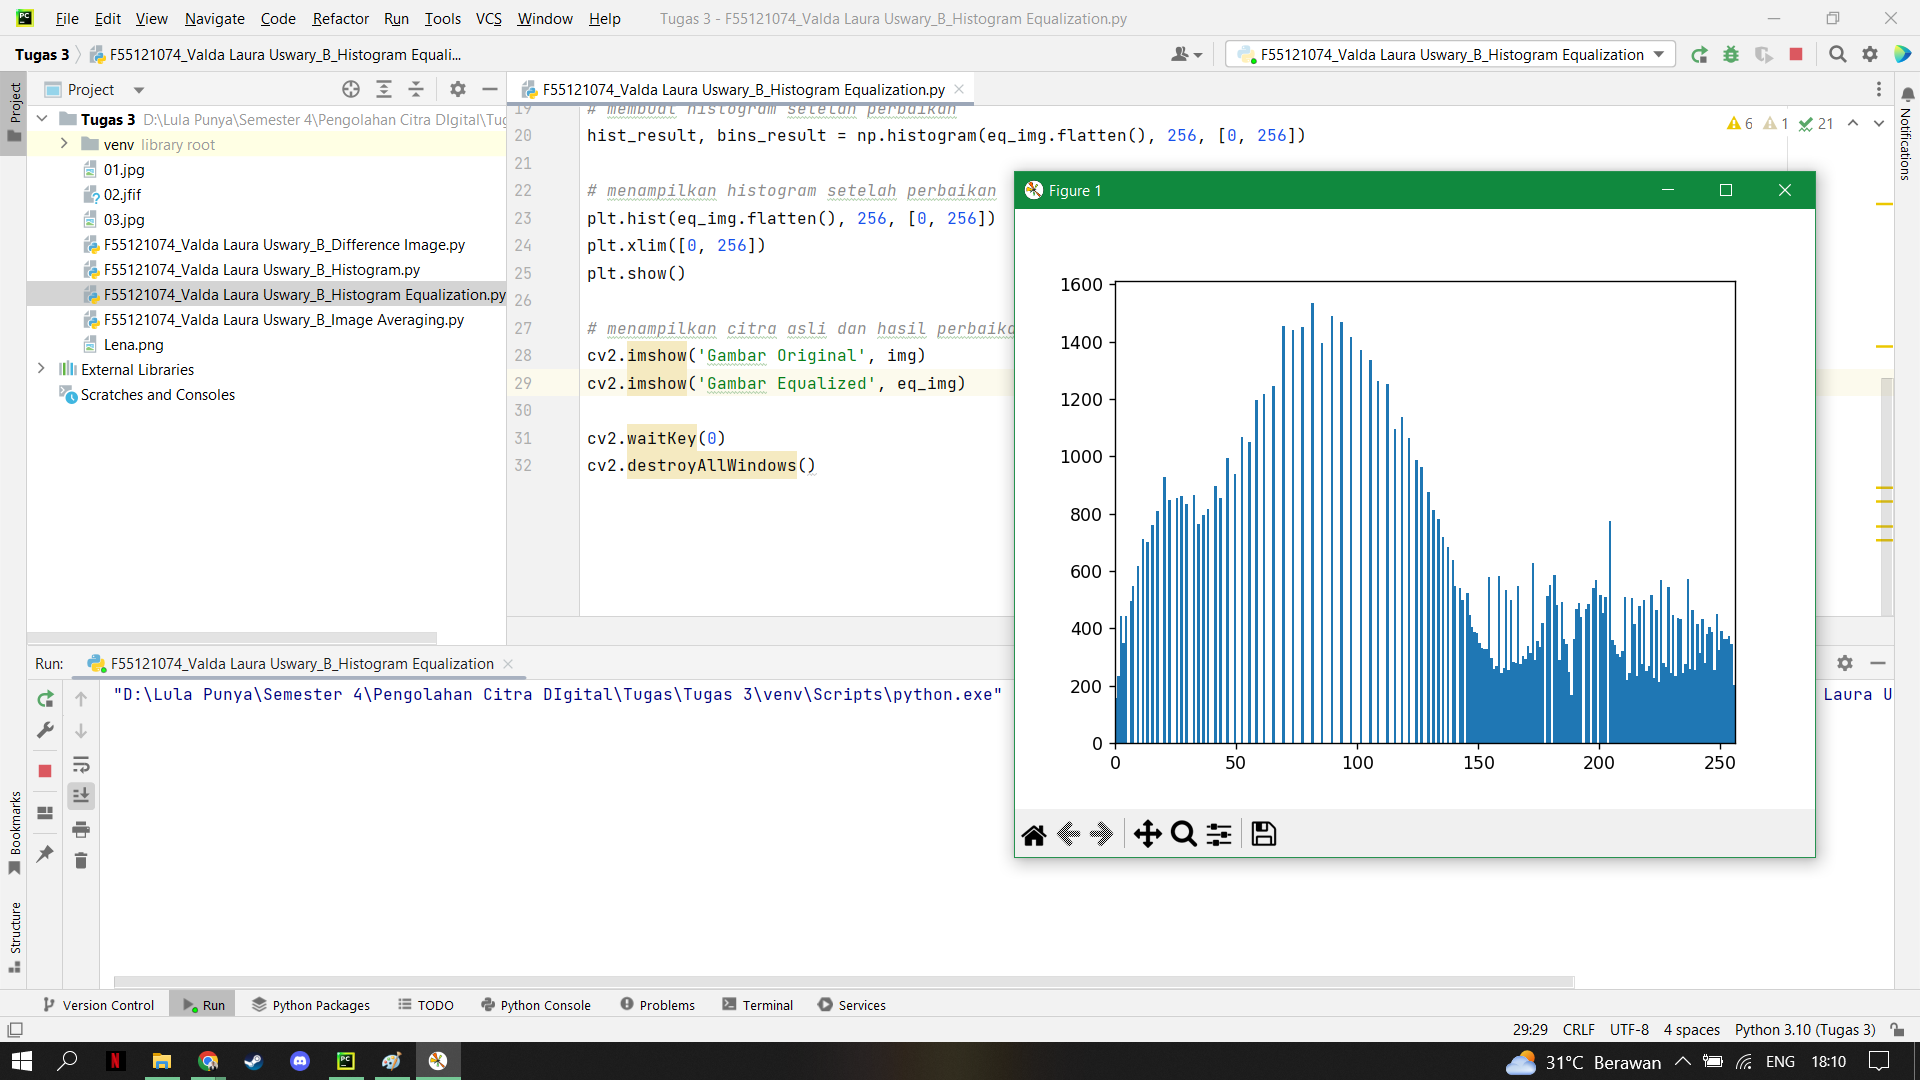 File Edit View Navigate Code Refactor Run Tools VCS Window Help Tugas 3 - F55121074_Valda Laura Uswary_B_Histogram Equalization.py
Tugas 3 F55121074_Valda Laura Uswary_B_Histogram Equali... F55121074_Valda Laura Uswary_B_Histogram Equalization
Project
Project
Tugas 3 D:\Lula Punya\Semester 4\Pengolahan Citra DIgital\Tug
venv library root
01.jpg
02.jfif
03.jpg
F55121074_Valda Laura Uswary_B_Difference Image.py
F55121074_Valda Laura Uswary_B_Histogram.py
F55121074_Valda Laura Uswary_B_Histogram Equalization.py
F55121074_Valda Laura Uswary_B_Image Averaging.py
Lena.png
External Libraries
Scratches and Consoles
F55121074_Valda Laura Uswary_B_Histogram Equalization.py
6 1 21
Notifications
19 # membuat histogram setelah perbaikan
20 hist_result, bins_result = np.histogram(eq_img.flatten(), 256, [0, 256])
21
22 # menampilkan histogram setelah perbaikan
23 plt.hist(eq_img.flatten(), 256, [0, 256])
24 plt.xlim([0, 256])
25 plt.show()
26
27 # menampilkan citra asli dan hasil perbaika
28 cv2.imshow('Gambar Original', img)
29 cv2.imshow('Gambar Equalized', eq_img)
30
31 cv2.waitKey(0)
32 cv2.destroyAllWindows()
Figure 1
1600
1400
1200
1000
800
600
400
200
0
0 50 100 150 200 250
Run: F55121074_Valda Laura Uswary_B_Histogram Equalization
"D:\Lula Punya\Semester 4\Pengolahan Citra DIgital\Tugas\Tugas 3\venv\Scripts\python.exe" Laura U
Bookmarks
Structure
Version Control Run Python Packages TODO Python Console Problems Terminal Services
29:29 CRLF UTF-8 4 spaces Python 3.10 (Tugas 3)
31°C Berawan ENG 18:10